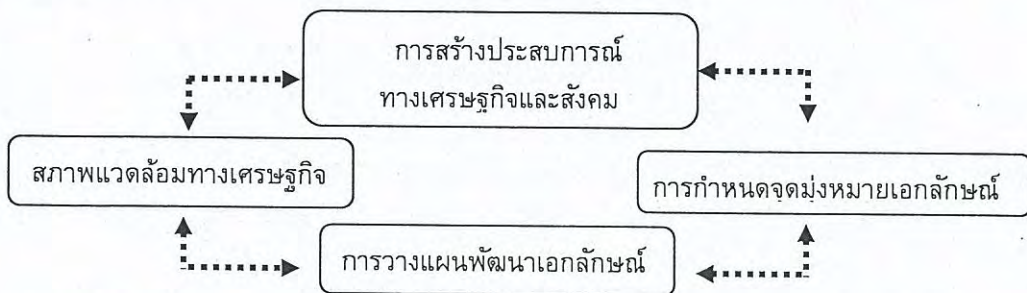 การสร้างประสบการณ์
ทางเศรษฐกิจและสังคม
สภาพแวดล้อมทางเศรษฐกิจ
การกำหนดจุดมุ่งหมายเอกลักษณ์
การวางแผนพัฒนาเอกลักษณ์